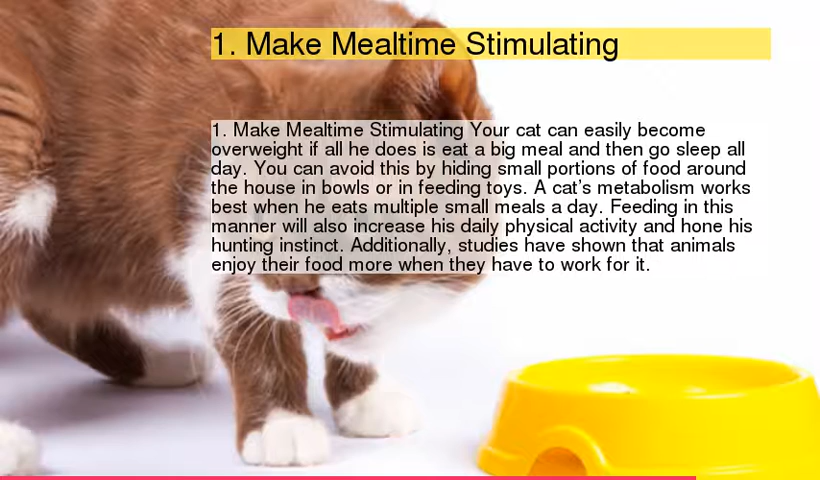 1. Make Mealtime Stimulating
1. Make Mealtime Stimulating Your cat can easily become
overweight if all he does is eat a big meal and then go sleep all
day. You can avoid this by hiding small portions of food around
the house in bowls or in feeding toys. A cat's metabolism works
best when he eats multiple small meals a day. Feeding in this
manner will also increase his daily physical activity and hone his
hunting instinct. Additionally, studies have shown that animals
enjoy their food more when they have to work for it.